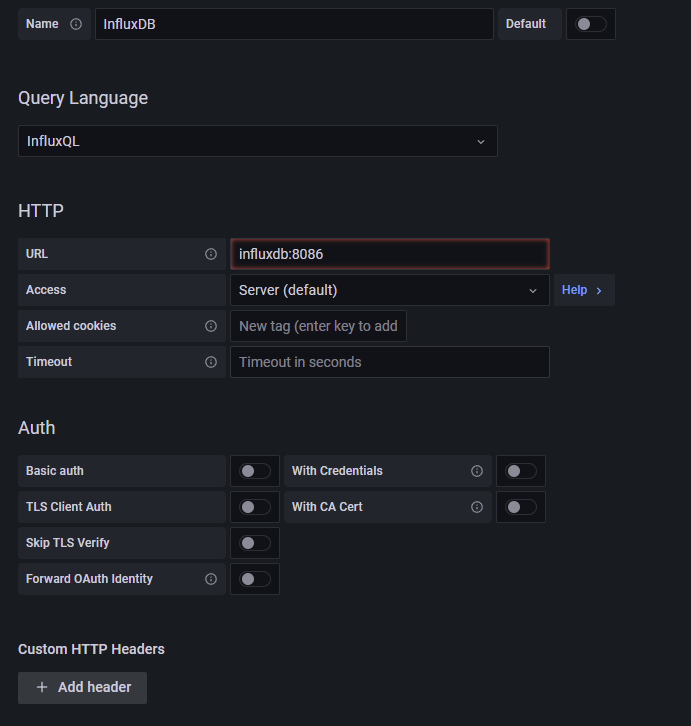 Name InfluxDB Default
Query Language
InfluxQL
HTTP
URL influxdb:8086
Access Server (default) Help
Allowed cookies New tag (enter key to add
Timeout Timeout in seconds
Auth
Basic auth With Credentials
TLS Client Auth With CA Cert
Skip TLS Verify
Forward OAuth Identity
Custom HTTP Headers
+ Add header